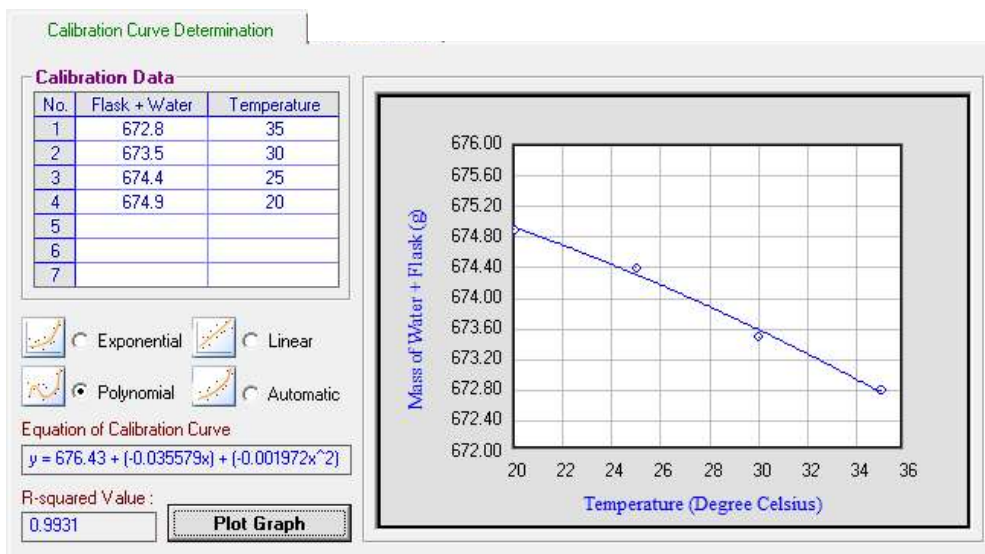 Calibration Curve Determination
Calibration Data
No. Flask + Water Temperature
1 672.8 35
2 673.5 30
3 674.4 25
4 674.9 20
5
6
7
Exponential Linear
Polynomial Automatic
Equation of Calibration Curve
y = 676.43 + (-0.035579x) + (-0.001972x^2)
R-squared Value :
0.9931
Plot Graph
Mass of Water + Flask (g)
676.00
675.60
675.20
674.80
674.40
674.00
673.60
673.20
672.80
672.40
672.00
20 22 24 26 28 30 32 34 36
Temperature (Degree Celsius)